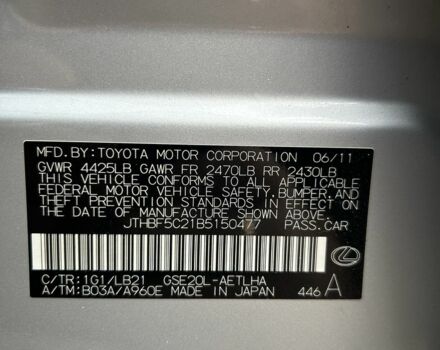 MFD.BY:TOYOTA MOTOR CORPORATION 06/11
GVWR 4425LB GAWR FR 2470LB RR 2430LB
THIS VEHICLE CONFORMS TO ALL APPLICABLE
FEDERAL MOTOR VEHICLE SAFETY, BUMPER, AND
THEFT PREVENTION STANDARDS IN EFFECT ON
THE DATE OF MANUFACTURE SHOWN ABOVE.
JTHBF5C21B5150477 PASS.CAR
C/TR:1G1/LB21 GSE20L-AETLHA
A/TM:B03A/A960E MADE IN JAPAN 446 A